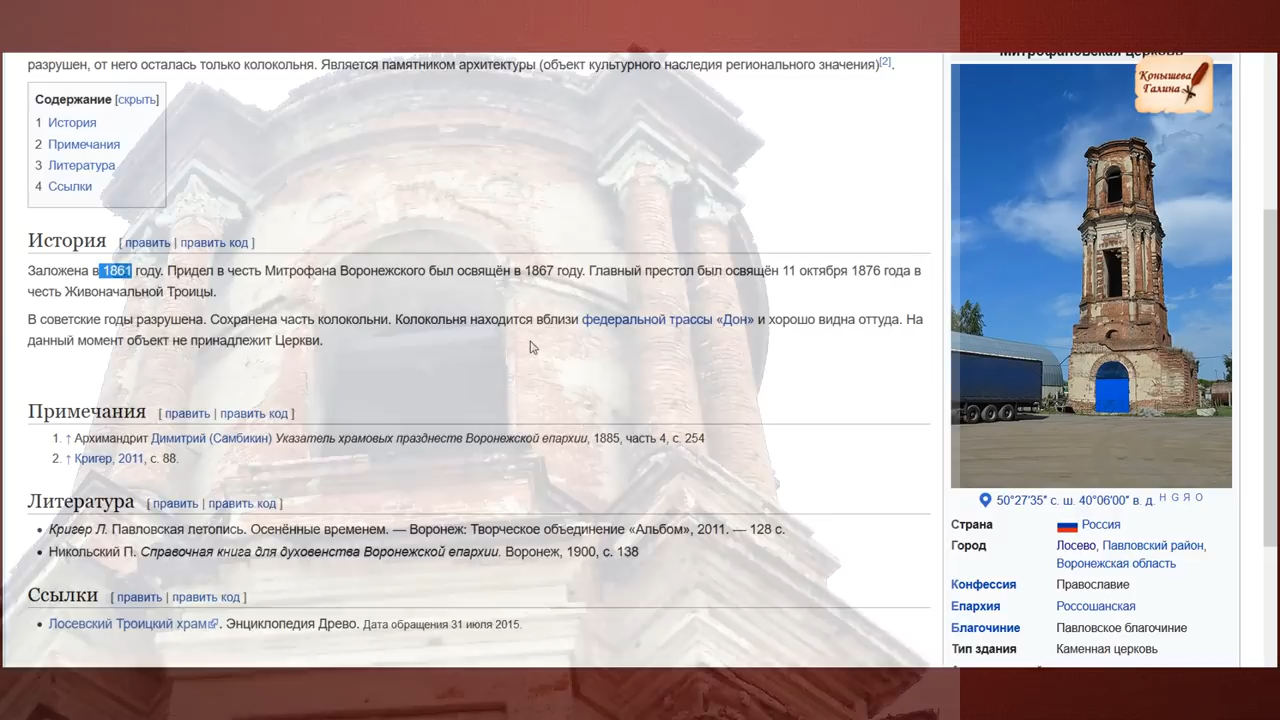 разрушен, от него осталась только колокольня. Является памятником архитектуры (объект культурного наследия регионального значения)[2].
Содержание [скрыть]
1 История
2 Примечания
3 Литература
4 Ссылки
История [ править | править код ]
Заложена в 1861 году. Придел в честь Митрофана Воронежского был освящён в 1867 году. Главный престол был освящён 11 октября 1876 года в
честь Живоначальной Троицы.
В советские годы разрушена. Сохранена часть колокольни. Колокольня находится вблизи федеральной трассы «Дон» и хорошо видна оттуда. На
данный момент объект не принадлежит Церкви.
Примечания [ править | править код ]
1. ↑ Архимандрит Димитрий (Самбикин) Указатель храмовых празднеств Воронежской епархии, 1885, часть 4, с. 254
2. ↑ Кригер, 2011, с. 88.
Литература [ править | править код ]
• Кригер Л. Павловская летопись. Осенённые временем. — Воронеж: Творческое объединение «Альбом», 2011. — 128 с.
• Никольский П. Справочная книга для духовенства Воронежской епархии. Воронеж, 1900, с. 138
Ссылки [ править | править код ]
• Лосевский Троицкий храм. Энциклопедия Древо. Дата обращения 31 июля 2015.
Митрофановская церковь
Конышева
Галина
50°27′35″ с. ш. 40°06′00″ в. д. H G Я O
Страна Россия
Город Лосево, Павловский район,
Воронежская область
Конфессия Православие
Епархия Россошанская
Благочиние Павловское благочиние
Тип здания Каменная церковь